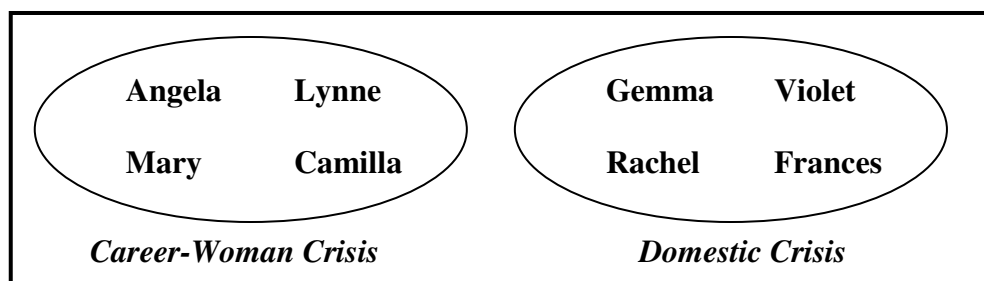 Angela Lynne Gemma Violet
Mary Camilla Rachel Frances
Career-Woman Crisis Domestic Crisis